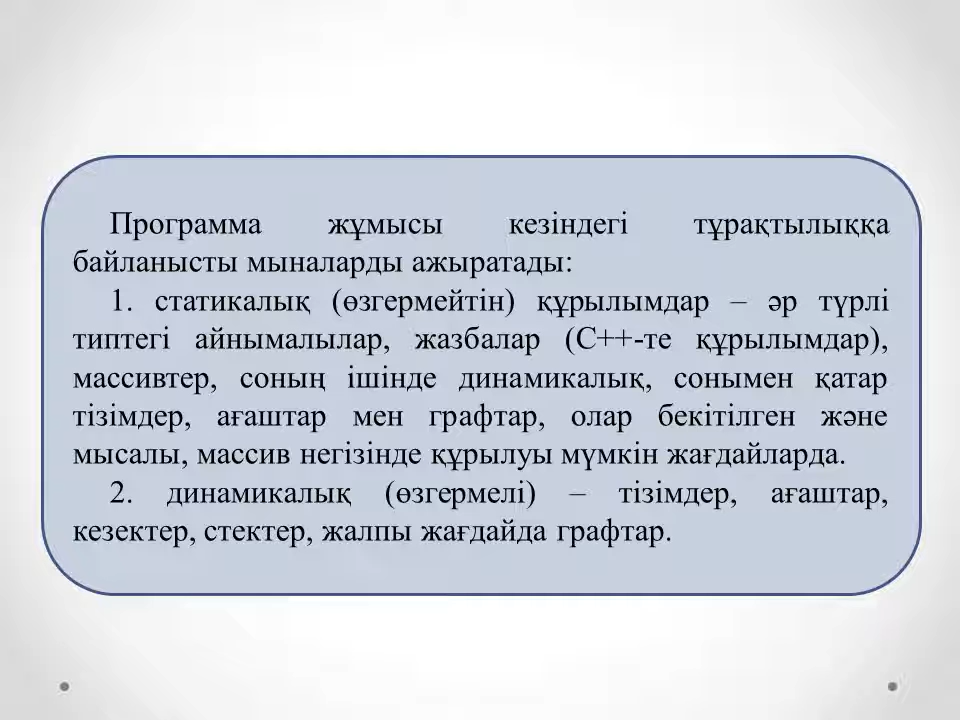 Программа жұмысы кезіндегі тұрақтылыққа
байланысты мыналарды ажыратады:
1. статикалық (өзгермейтін) құрылымдар – әр түрлі
типтегі айнымалылар, жазбалар (С++-те құрылымдар),
массивтер, соның ішінде динамикалық, сонымен қатар
тізімдер, ағаштар мен графтар, олар бекітілген және
мысалы, массив негізінде құрылуы мүмкін жағдайларда.
2. динамикалық (өзгермелі) – тізімдер, ағаштар,
кезектер, стектер, жалпы жағдайда графтар.